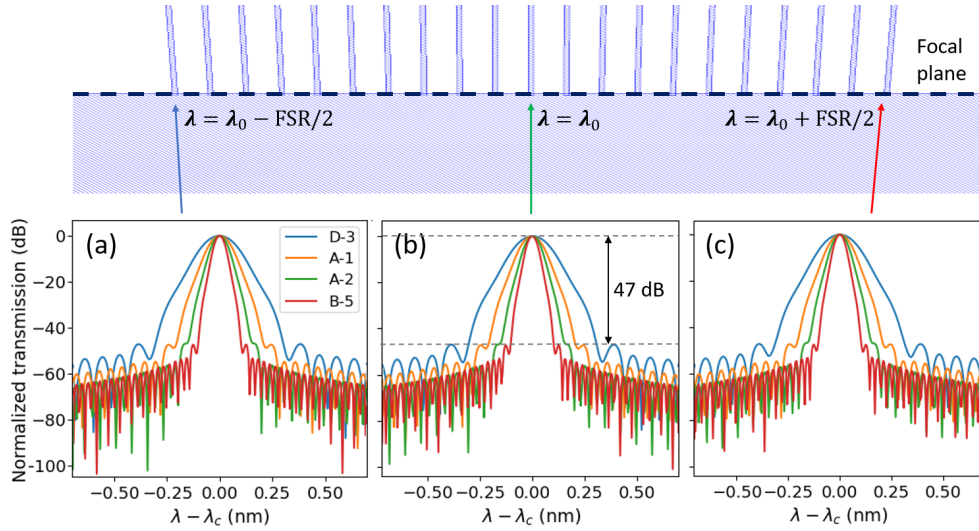 Focal
plane
λ = λ₀ − FSR/2
λ = λ₀
λ = λ₀ + FSR/2
(a)
(b)
(c)
D-3
A-1
A-2
B-5
47 dB
Normalized transmission (dB)
0
−20
−40
−60
−80
−100
−0.50 −0.25 0.00 0.25 0.50
−0.50 −0.25 0.00 0.25 0.50
−0.50 −0.25 0.00 0.25 0.50
λ − λc (nm)
λ − λc (nm)
λ − λc (nm)